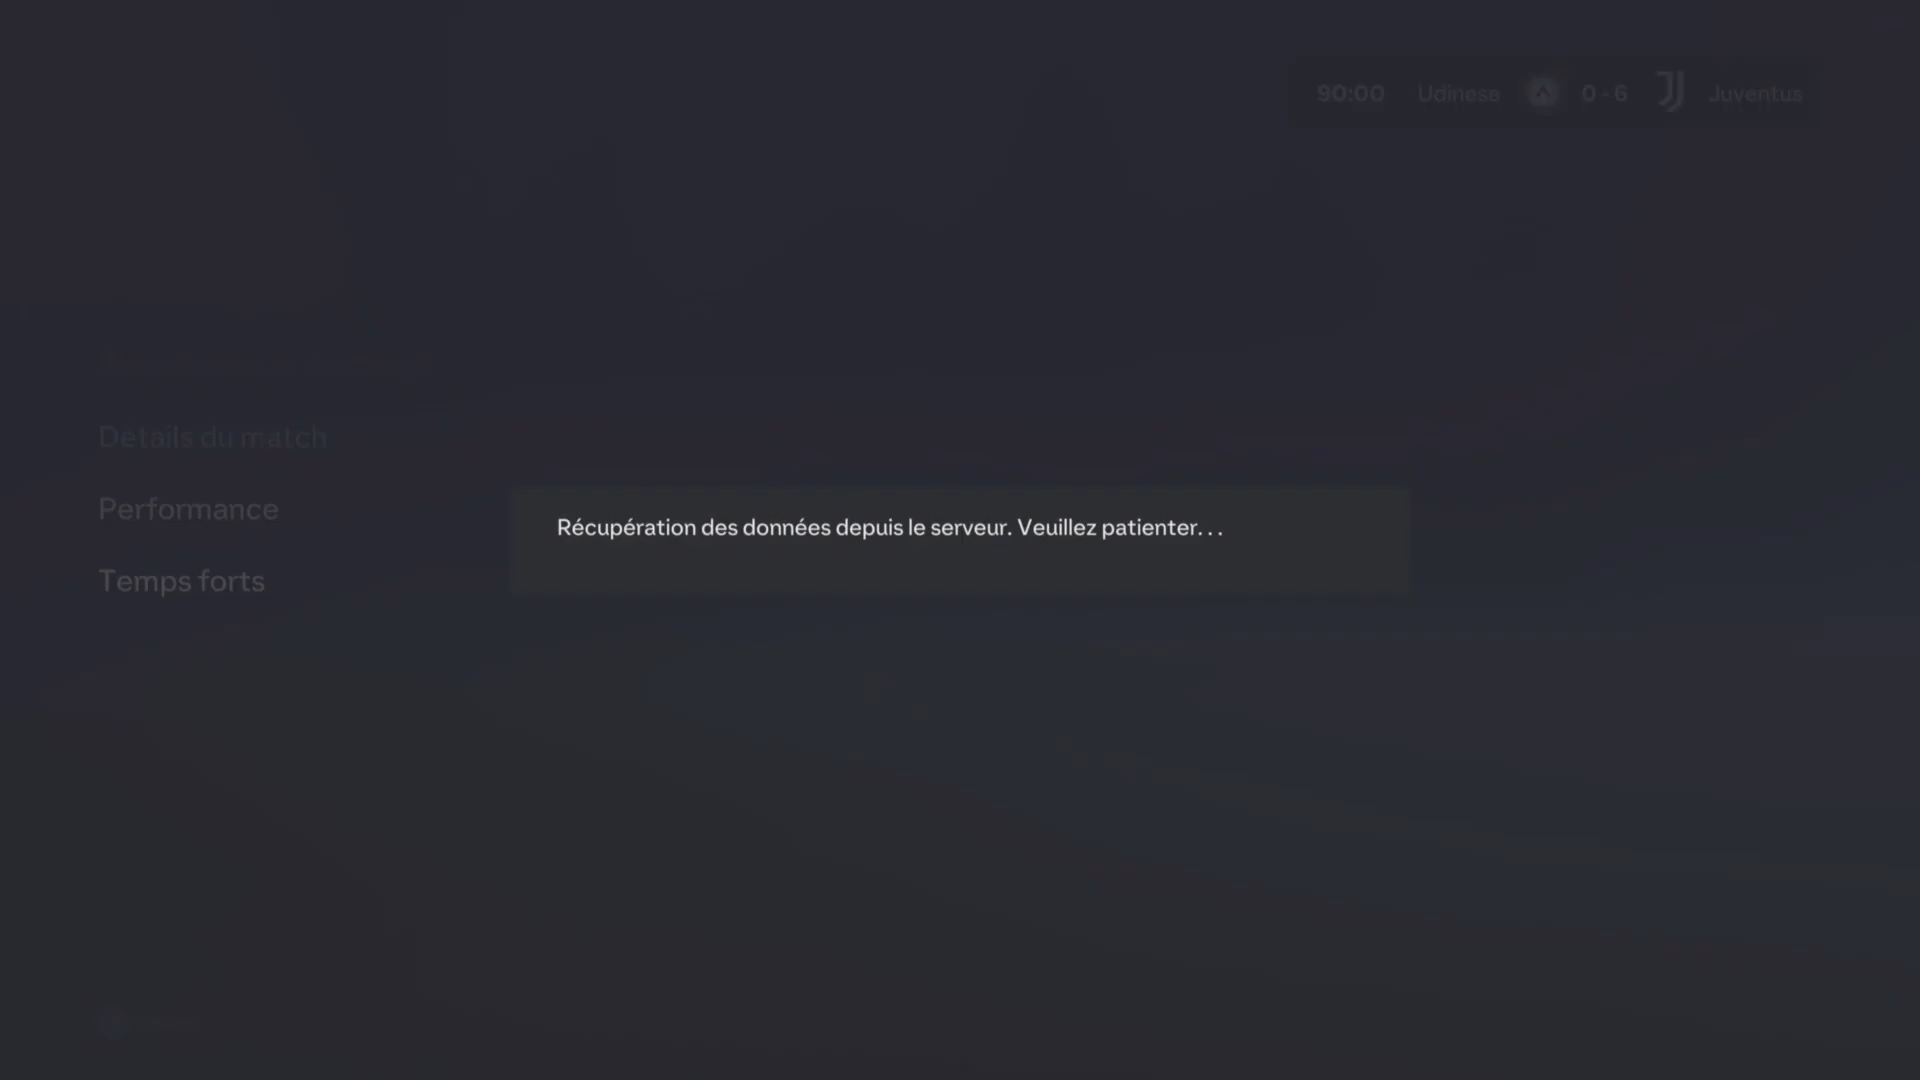 90:00 Udinese 0 - 6 Juventus
Détails du match
Performance
Récupération des données depuis le serveur. Veuillez patienter...
Temps forts